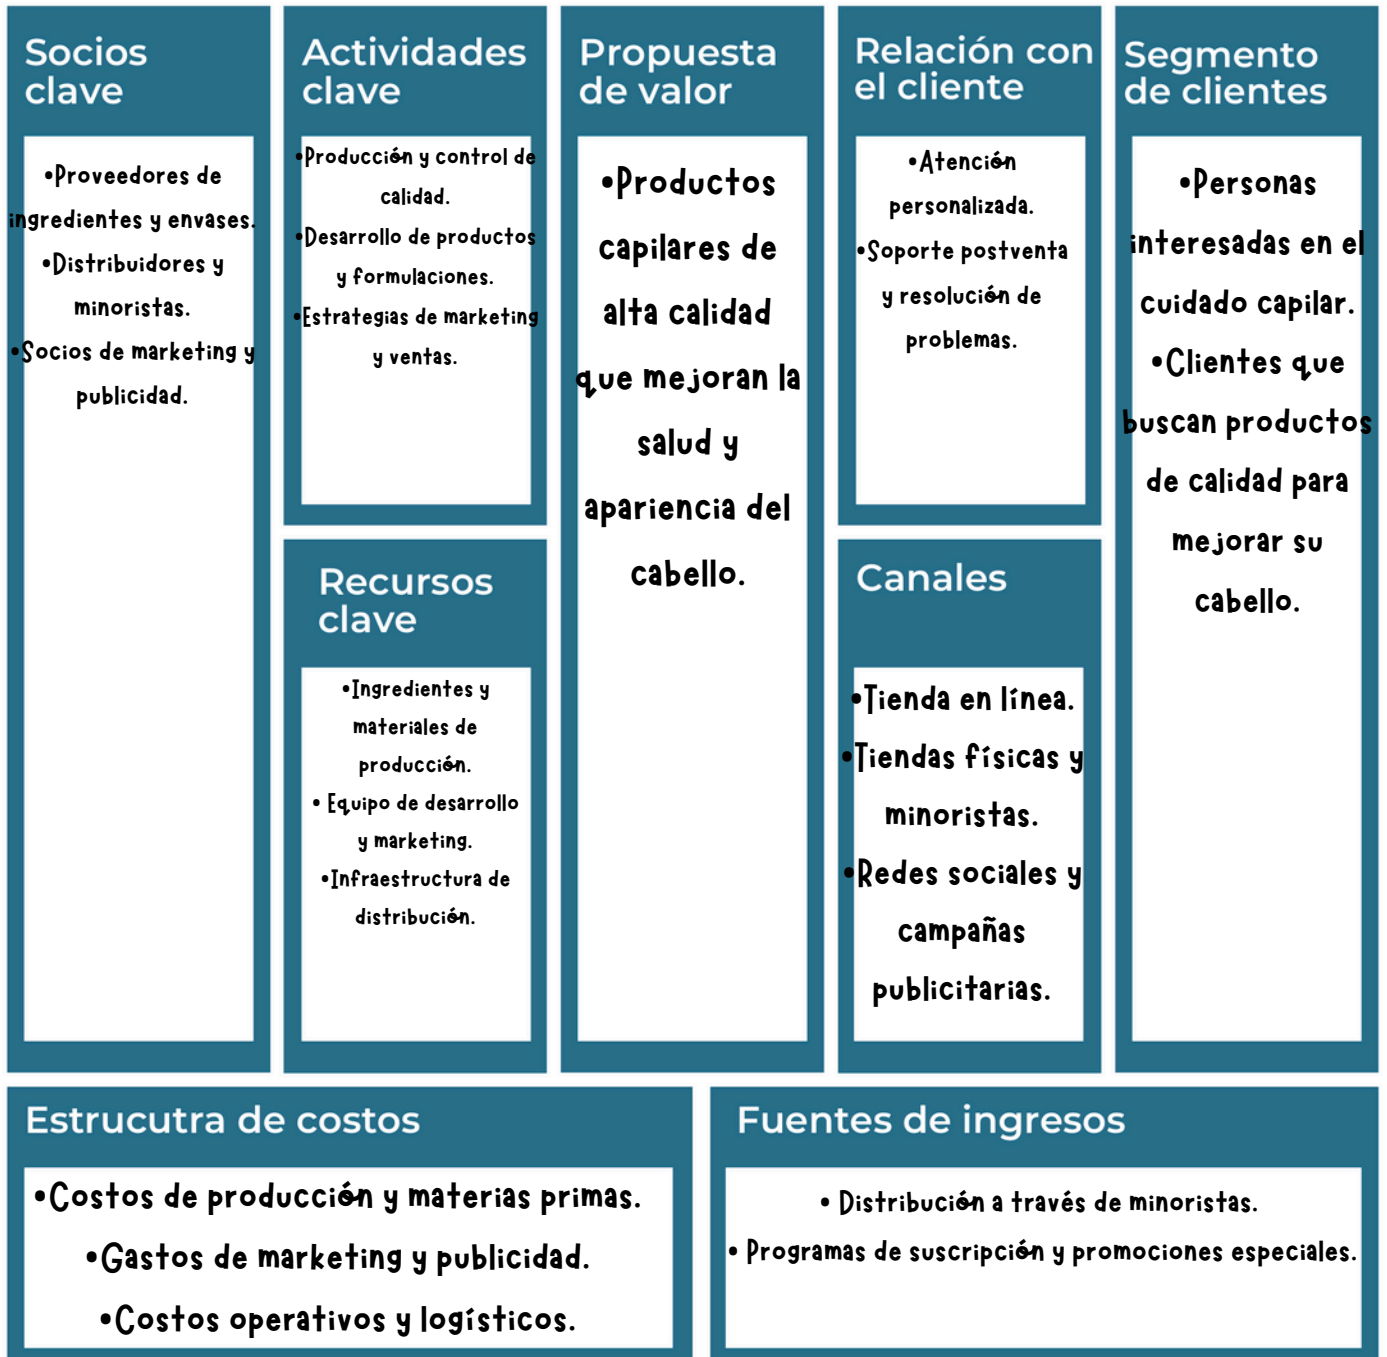 Socios
clave
•Proveedores de
ingredientes y envases.
•Distribuidores y
minoristas.
•Socios de marketing y
publicidad.
Actividades
clave
•Producción y control de
calidad.
•Desarrollo de productos
y formulaciones.
•Estrategias de marketing
y ventas.
Recursos
clave
•Ingredientes y
materiales de
producción.
• Equipo de desarrollo
y marketing.
•Infraestructura de
distribución.
Propuesta
de valor
•Productos
capilares de
alta calidad
que mejoran la
salud y
apariencia del
cabello.
Relación con
el cliente
•Atención
personalizada.
•Soporte postventa
y resolución de
problemas.
Canales
•Tienda en línea.
•Tiendas físicas y
minoristas.
•Redes sociales y
campañas
publicitarias.
Segmento
de clientes
•Personas
interesadas en el
cuidado capilar.
•Clientes que
buscan productos
de calidad para
mejorar su
cabello.
Estrucutra de costos
•Costos de producción y materias primas.
•Gastos de marketing y publicidad.
•Costos operativos y logísticos.
Fuentes de ingresos
• Distribución a través de minoristas.
• Programas de suscripción y promociones especiales.